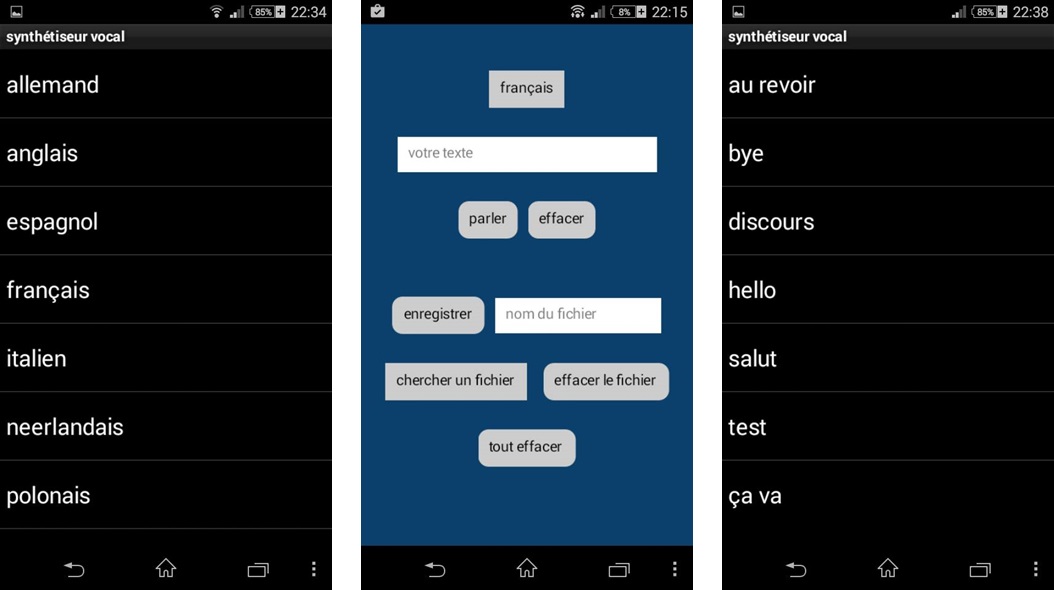 85% 22:34
synthétiseur vocal
allemand
anglais
espagnol
français
italien
neerlandais
polonais
8% 22:15
français
votre texte
parler effacer
enregistrer nom du fichier
chercher un fichier effacer le fichier
tout effacer
85% 22:38
synthétiseur vocal
au revoir
bye
discours
hello
salut
test
ça va